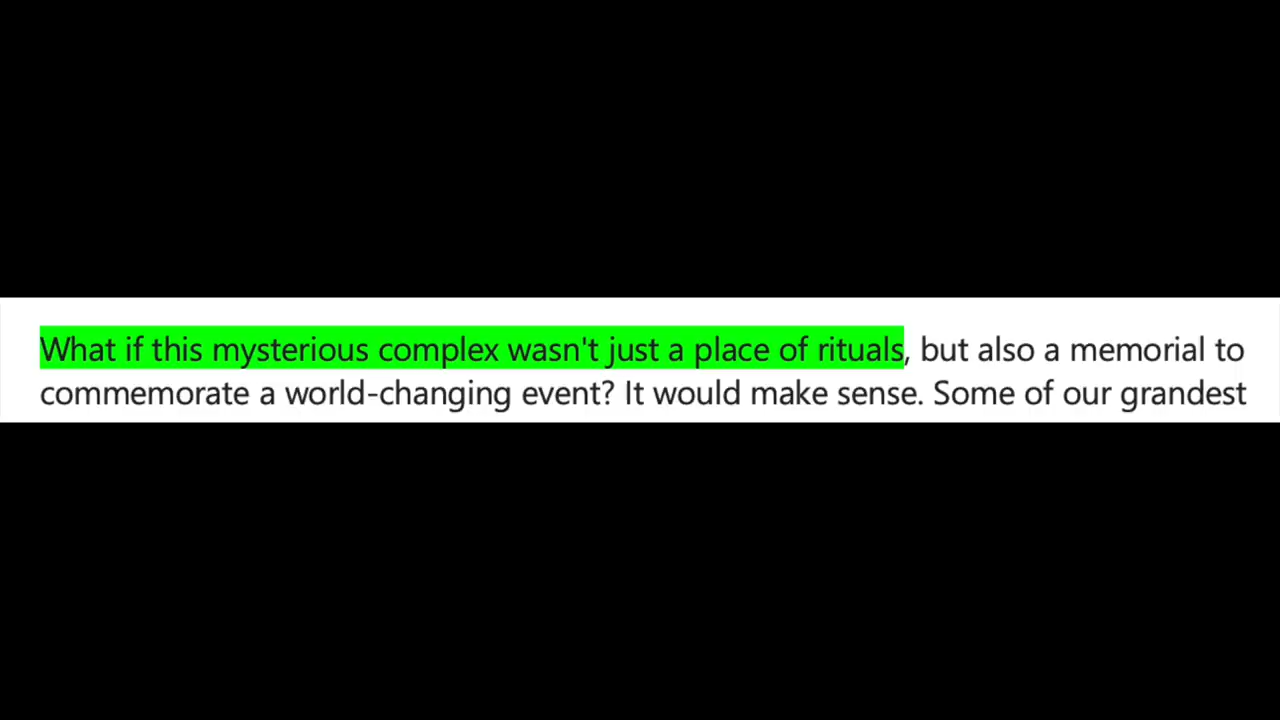 What if this mysterious complex wasn't just a place of rituals, but also a memorial to
commemorate a world-changing event? It would make sense. Some of our grandest